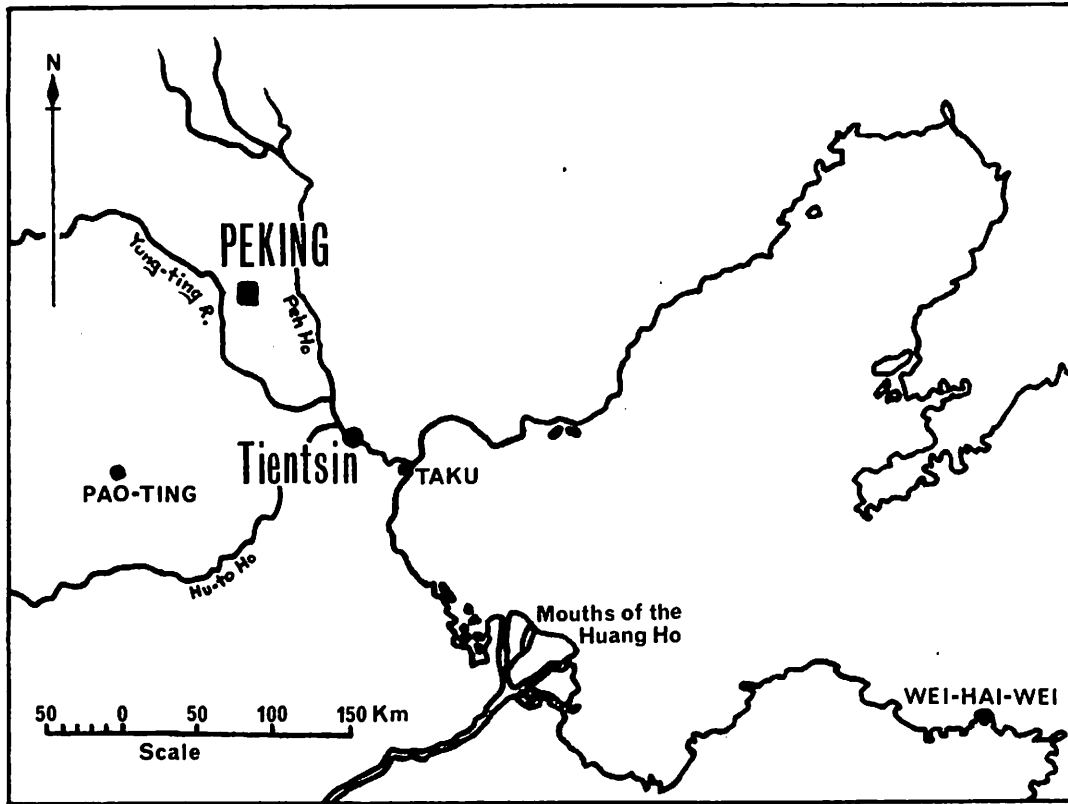 N
PEKING
Yung-ting R.
Peh Ho
Tientsin
TAKU
PAO-TING
Hu-to Ho
Mouths of the
Huang Ho
WEI-HAI-WEI
50 0 50 100 150 Km
Scale